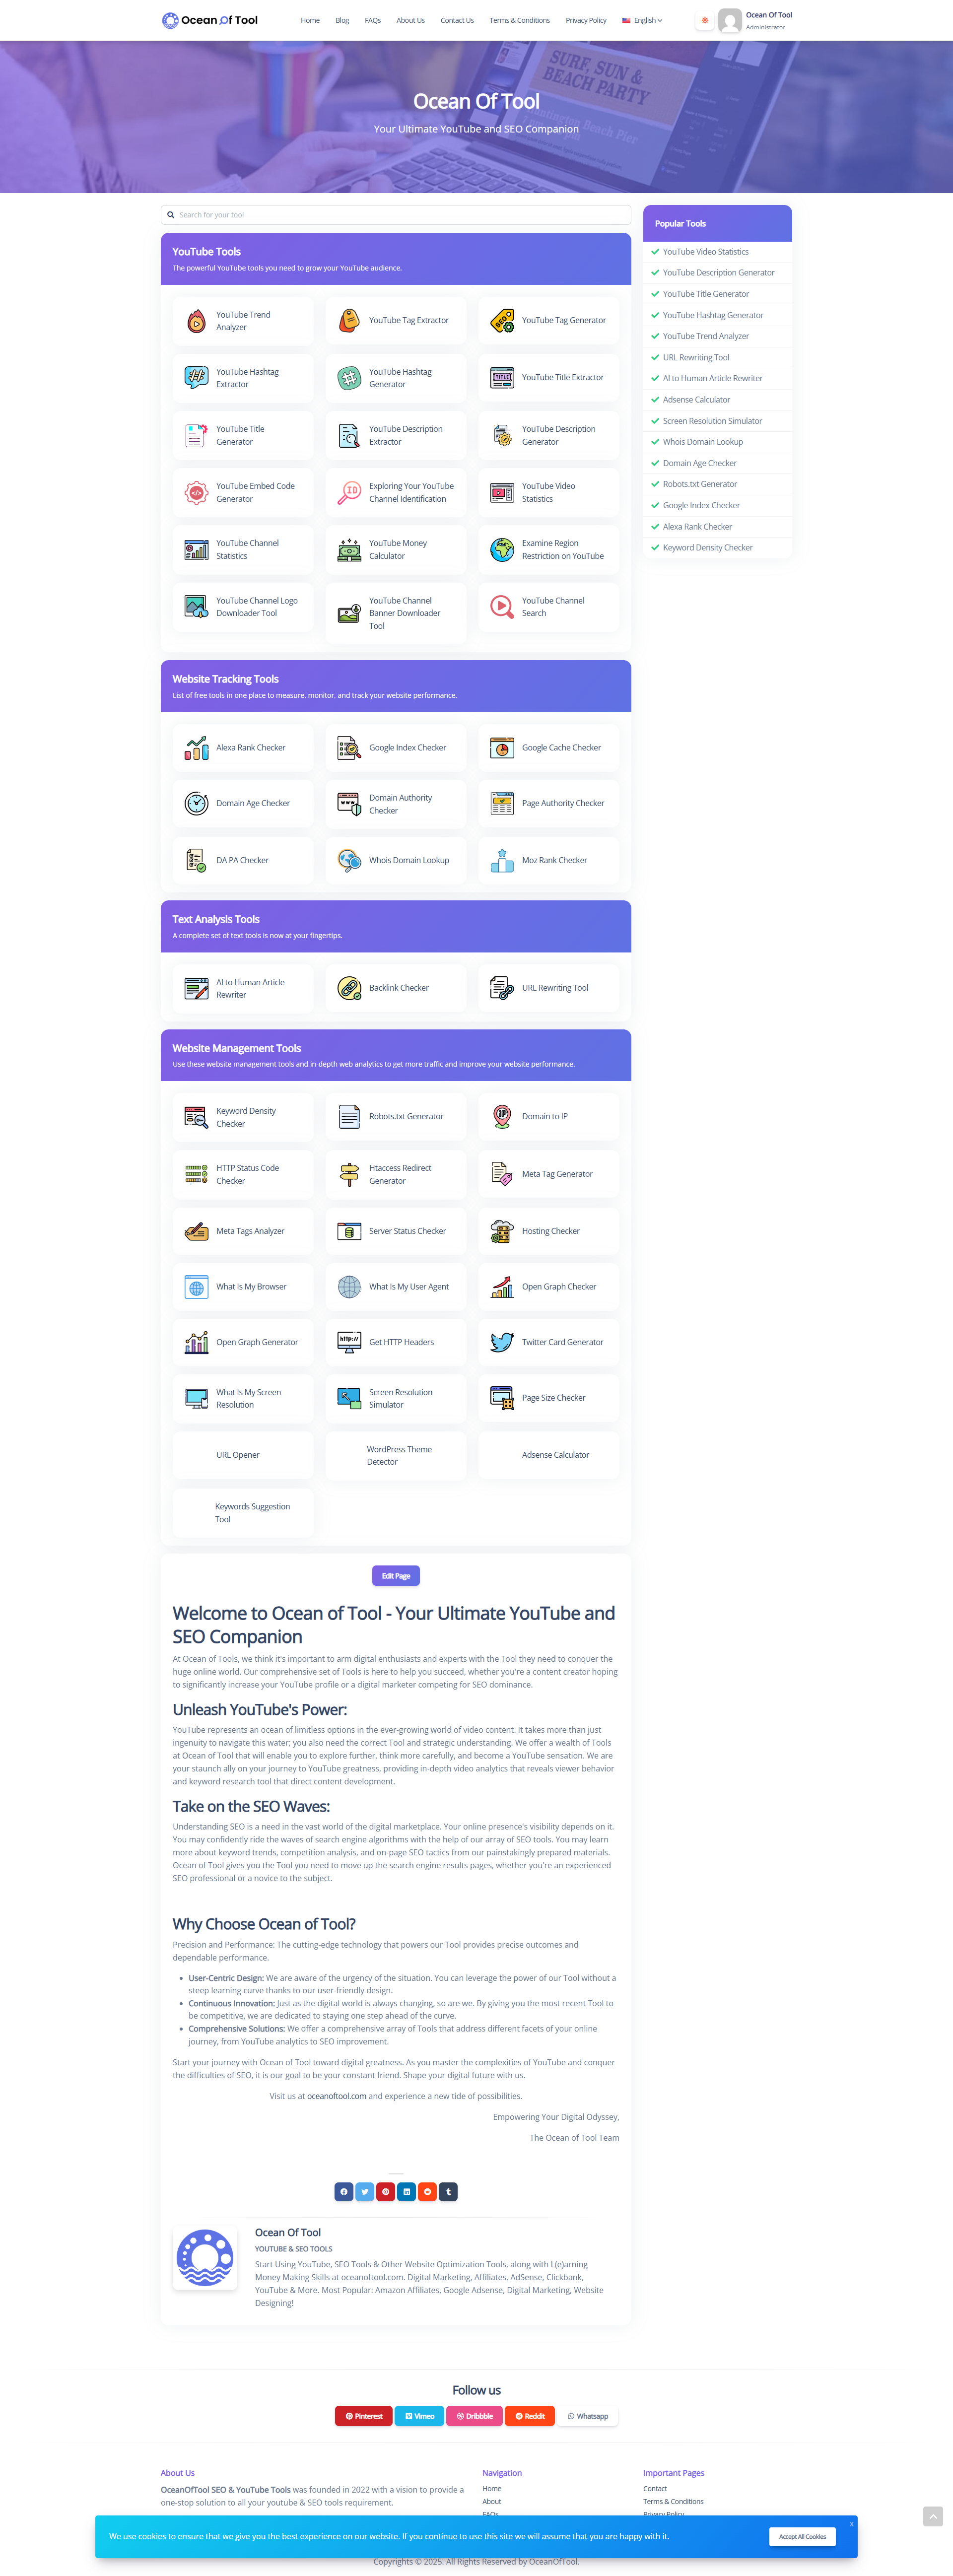 Ocean Of Tool
Home
Blog
FAQs
About Us
Contact Us
Terms & Conditions
Privacy Policy
English
Ocean Of Tool
Administrator
SURF, SUN &
BEACH PARTY
Ocean Of Tool
Your Ultimate YouTube and SEO Companion
Search for your tool
YouTube Tools
The powerful YouTube tools you need to grow your YouTube audience.
YouTube Trend
Analyzer
YouTube Tag Extractor
YouTube Tag Generator
YouTube Hashtag
Extractor
YouTube Hashtag
Generator
YouTube Title Extractor
YouTube Title
Generator
YouTube Description
Extractor
YouTube Description
Generator
YouTube Embed Code
Generator
Exploring Your YouTube
Channel Identification
YouTube Video
Statistics
YouTube Channel
Statistics
YouTube Money
Calculator
Examine Region
Restriction on YouTube
YouTube Channel Logo
Downloader Tool
YouTube Channel
Banner Downloader
Tool
YouTube Channel
Search
Popular Tools
YouTube Video Statistics
YouTube Description Generator
YouTube Title Generator
YouTube Hashtag Generator
YouTube Trend Analyzer
URL Rewriting Tool
AI to Human Article Rewriter
Adsense Calculator
Screen Resolution Simulator
Whois Domain Lookup
Domain Age Checker
Robots.txt Generator
Google Index Checker
Alexa Rank Checker
Keyword Density Checker
Website Tracking Tools
List of free tools in one place to measure, monitor, and track your website performance.
Alexa Rank Checker
Google Index Checker
Google Cache Checker
Domain Age Checker
Domain Authority
Checker
Page Authority Checker
DA PA Checker
Whois Domain Lookup
Moz Rank Checker
Text Analysis Tools
A complete set of text tools is now at your fingertips.
AI to Human Article
Rewriter
Backlink Checker
URL Rewriting Tool
Website Management Tools
Use these website management tools and in-depth web analytics to get more traffic and improve your website performance.
Keyword Density
Checker
Robots.txt Generator
Domain to IP
HTTP Status Code
Checker
Htaccess Redirect
Generator
Meta Tag Generator
Meta Tags Analyzer
Server Status Checker
Hosting Checker
What Is My Browser
What Is My User Agent
Open Graph Checker
Open Graph Generator
Get HTTP Headers
Twitter Card Generator
What Is My Screen
Resolution
Screen Resolution
Simulator
Page Size Checker
URL Opener
WordPress Theme
Detector
Adsense Calculator
Keywords Suggestion
Tool
Edit Page
Welcome to Ocean of Tool - Your Ultimate YouTube and
SEO Companion
At Ocean of Tools, we think it's important to arm digital enthusiasts and experts with the Tool they need to conquer the
huge online world. Our comprehensive set of Tools is here to help you succeed, whether you're a content creator hoping
to significantly increase your YouTube profile or a digital marketer competing for SEO dominance.
Unleash YouTube's Power:
YouTube represents an ocean of limitless options in the ever-growing world of video content. It takes more than just
ingenuity to navigate this water; you also need the correct Tool and strategic understanding. We offer a wealth of Tools
at Ocean of Tool that will enable you to explore further, think more carefully, and become a YouTube sensation. We are
your staunch ally on your journey to YouTube greatness, providing in-depth video analytics that reveals viewer behavior
and keyword research tool that direct content development.
Take on the SEO Waves:
Understanding SEO is a need in the vast world of the digital marketplace. Your online presence's visibility depends on it.
You may confidently ride the waves of search engine algorithms with the help of our array of SEO tools. You may learn
more about keyword trends, competition analysis, and on-page SEO tactics from our painstakingly prepared materials.
Ocean of Tool gives you the Tool you need to move up the search engine results pages, whether you're an experienced
SEO professional or a novice to the subject.
Why Choose Ocean of Tool?
Precision and Performance: The cutting-edge technology that powers our Tool provides precise outcomes and
dependable performance.
• User-Centric Design: We are aware of the urgency of the situation. You can leverage the power of our Tool without a
steep learning curve thanks to our user-friendly design.
• Continuous Innovation: Just as the digital world is always changing, so are we. By giving you the most recent Tool to
be competitive, we are dedicated to staying one step ahead of the curve.
• Comprehensive Solutions: We offer a comprehensive array of Tools that address different facets of your online
journey, from YouTube analytics to SEO improvement.
Start your journey with Ocean of Tool toward digital greatness. As you master the complexities of YouTube and conquer
the difficulties of SEO, it is our goal to be your constant friend. Shape your digital future with us.
Visit us at oceanoftool.com and experience a new tide of possibilities.
Empowering Your Digital Odyssey,
The Ocean of Tool Team
Ocean Of Tool
YOUTUBE & SEO TOOLS
Start Using YouTube, SEO Tools & Other Website Optimization Tools, along with L(e)arning
Money Making Skills at oceanoftool.com. Digital Marketing, Affiliates, AdSense, Clickbank,
YouTube & More. Most Popular: Amazon Affiliates, Google Adsense, Digital Marketing, Website
Designing!
Follow us
Pinterest
Vimeo
Dribbble
Reddit
Whatsapp
About Us
OceanOfTool SEO & YouTube Tools was founded in 2022 with a vision to provide a
one-stop solution to all your youtube & SEO tools requirement.
Navigation
Home
About
FAQs
Important Pages
Contact
Terms & Conditions
Privacy Policy
We use cookies to ensure that we give you the best experience on our website. If you continue to use this site we will assume that you are happy with it.
Accept All Cookies
x
Copyrights © 2025. All Rights Reserved by OceanOfTool.